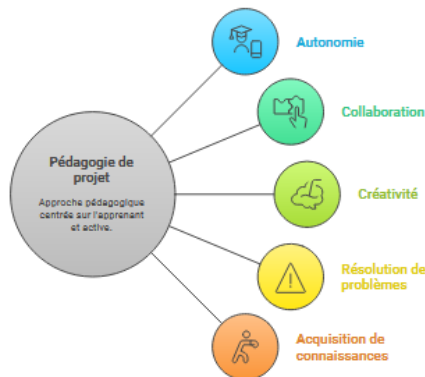 Autonomie
Collaboration
Pédagogie de
projet
Approche pédagogique
centrée sur l'apprenant
et active.
Créativité
Résolution de
problèmes
Acquisition de
connaissances